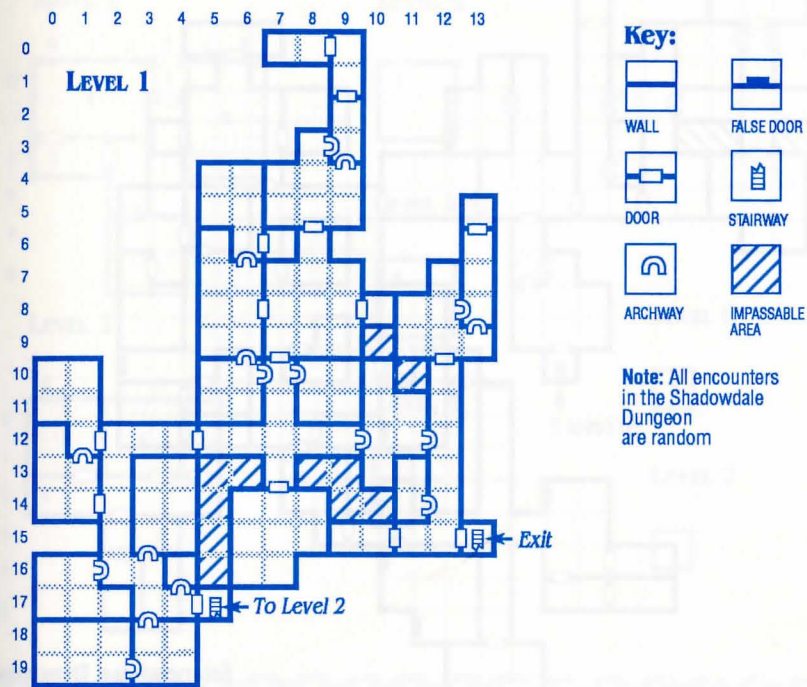 0 1 2 3 4 5 6 7 8 9 10 11 12 13
LEVEL 1
0
1
2
3
4
5
6
7
8
9
10
11
12
13
14
15
16
17
18
19
Exit
To Level 2
Key:
WALL
FALSE DOOR
DOOR
STAIRWAY
ARCHWAY
IMPASSABLE
AREA
Note: All encounters
in the Shadowdale
Dungeon
are random